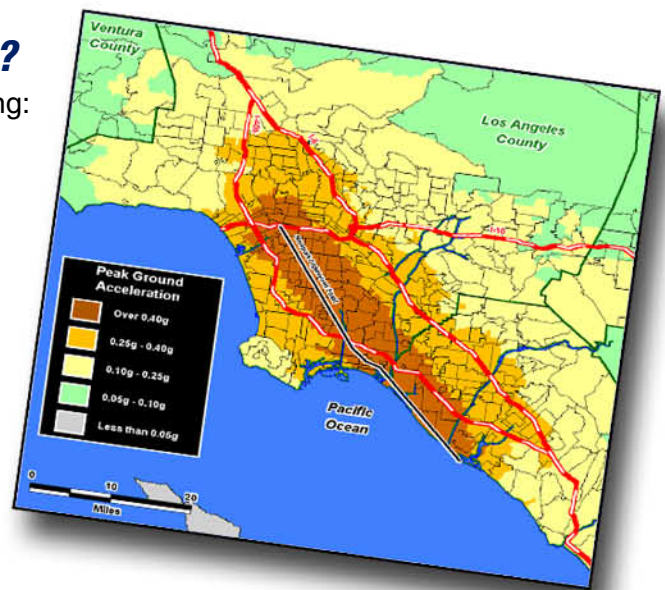 ?
ng:
Ventura
County
Los Angeles
County
I-10
Peak Ground
Acceleration
Over 0.40g
0.25g - 0.40g
0.10g - 0.25g
0.05g - 0.10g
Less than 0.05g
Pacific
Ocean
0 10 20
Miles